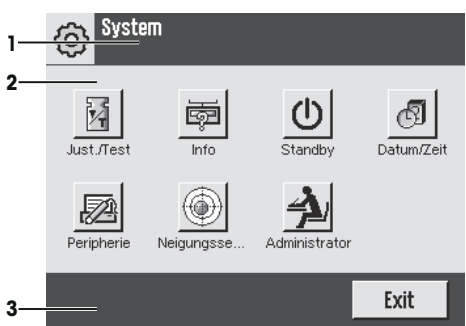 System
1
2
Just./Test Info Standby Datum/Zeit
Peripherie Neigungsse... Administrator
3
Exit